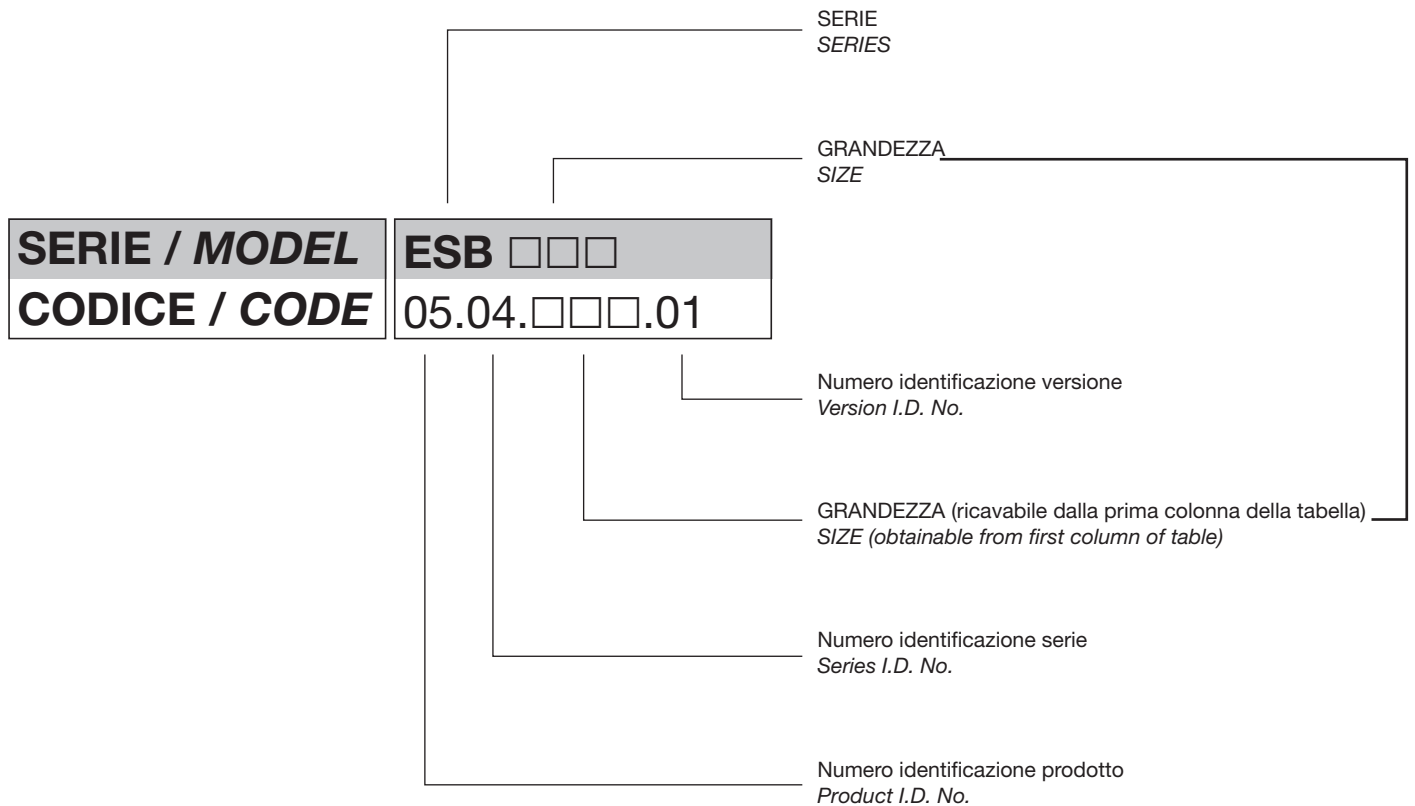 SERIE
SERIES
GRANDEZZA
SIZE
SERIE / MODEL ESB □□□
CODICE / CODE 05.04.□□□.01
Numero identificazione versione
Version I.D. No.
GRANDEZZA (ricavabile dalla prima colonna della tabella)
SIZE (obtainable from first column of table)
Numero identificazione serie
Series I.D. No.
Numero identificazione prodotto
Product I.D. No.